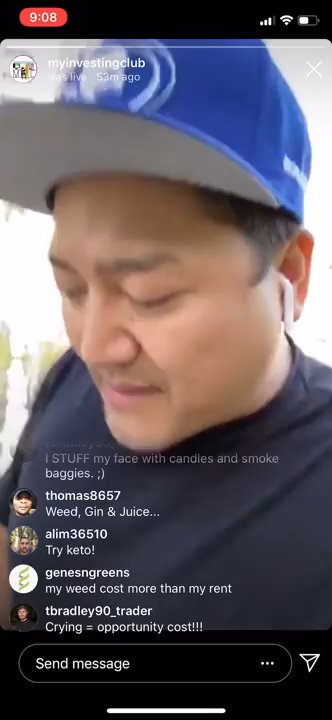 9:08
myinvestingclub
was live · 53m ago
I STUFF my face with candles and smoke
baggies. ;)
thomas8657
Weed, Gin & Juice...
alim36510
Try keto!
genesngreens
my weed cost more than my rent
tbradley90_trader
Crying = opportunity cost!!!
Send message